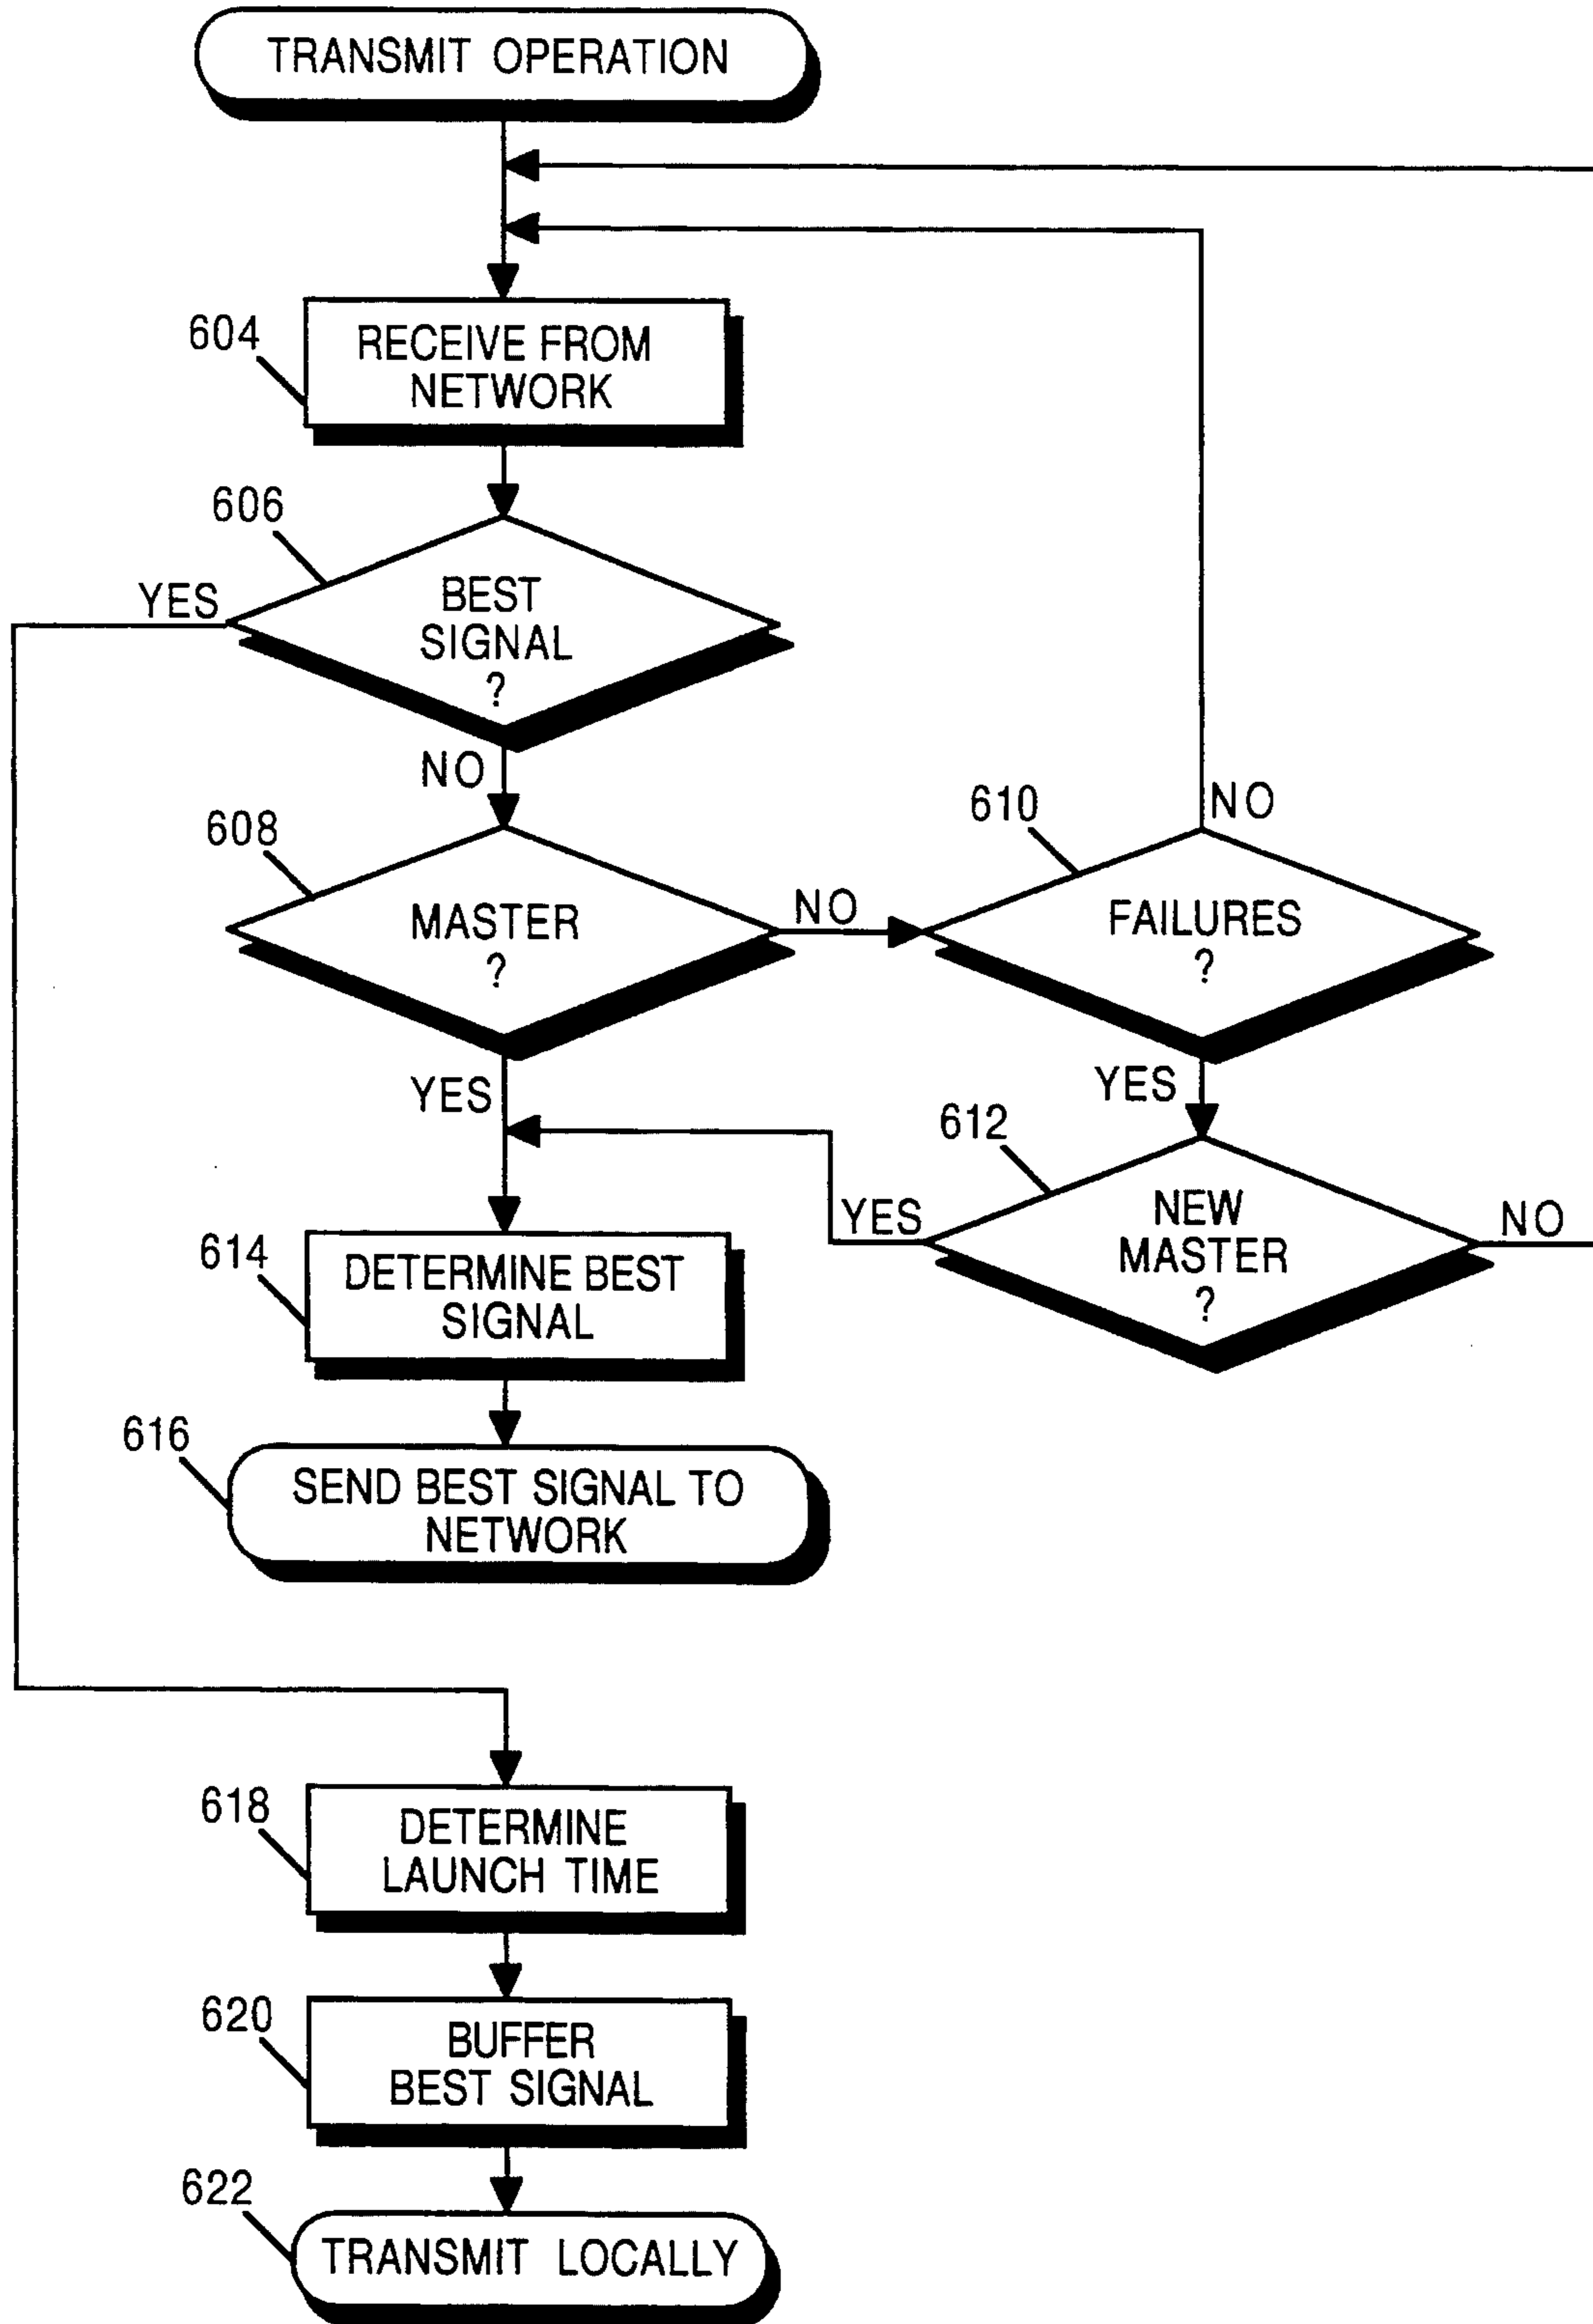 TRANSMIT OPERATION
604
RECEIVE FROM
NETWORK
606
YES
BEST
SIGNAL
?
NO
608
MASTER
?
NO
610
NO
FAILURES
?
YES
YES
612
NEW
MASTER
?
YES
NO
614
DETERMINE BEST
SIGNAL
616
SEND BEST SIGNAL TO
NETWORK
618
DETERMINE
LAUNCH TIME
620
BUFFER
BEST SIGNAL
622
TRANSMIT LOCALLY